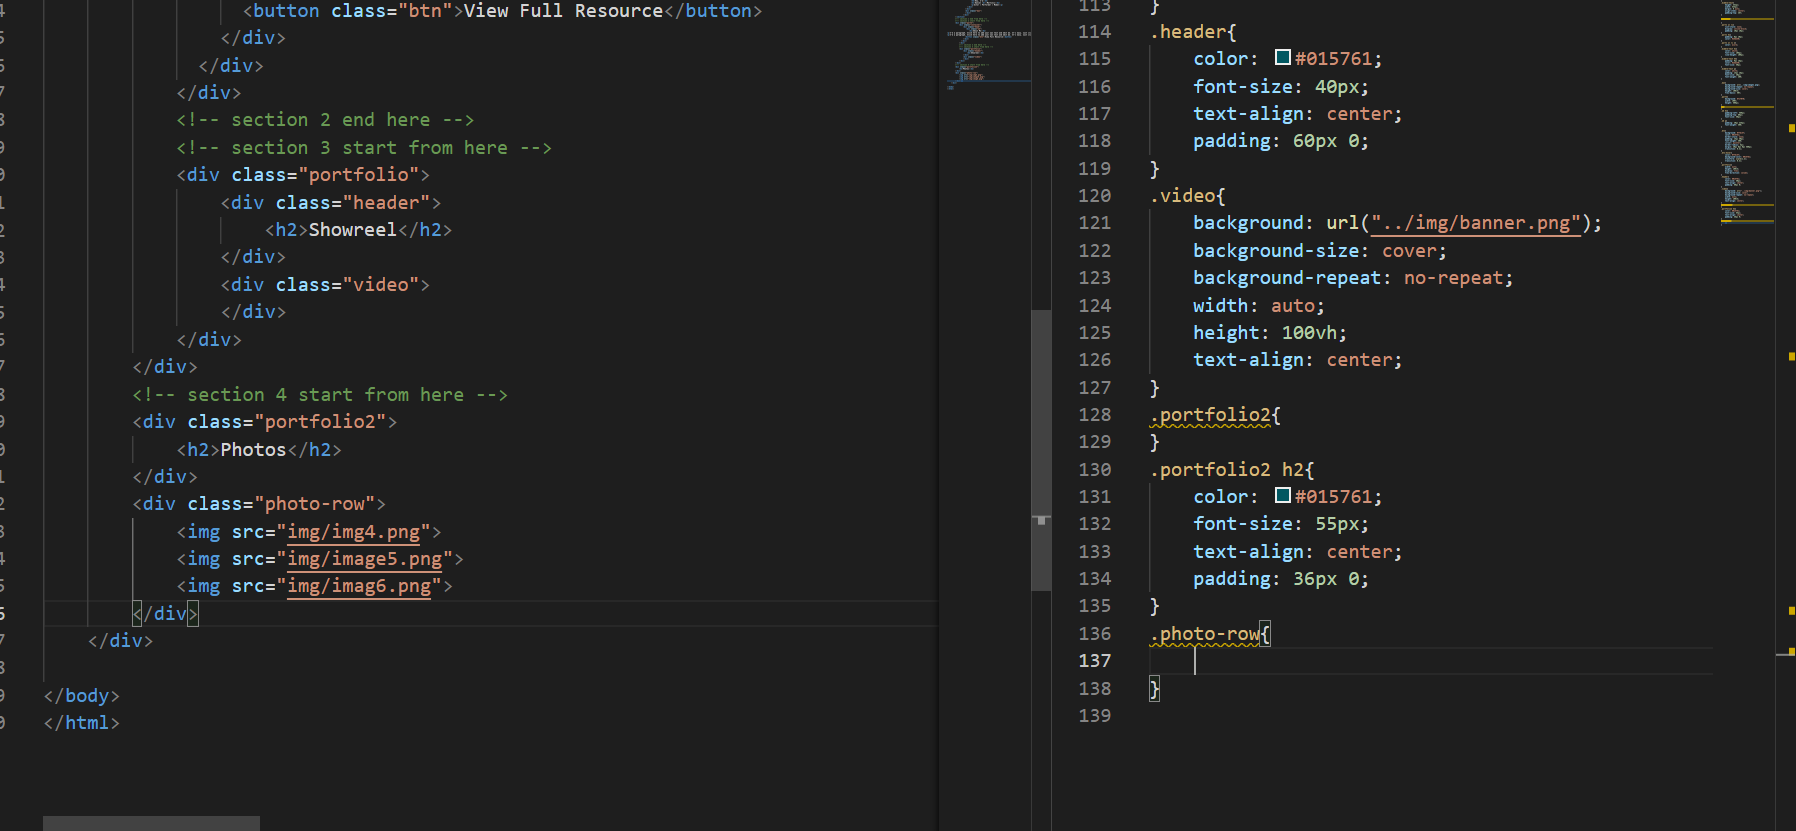 <button class="btn">View Full Resource</button>
</div>
</div>
</div>
<!-- section 2 end here -->
<!-- section 3 start from here -->
<div class="portfolio">
<div class="header">
<h2>Showreel</h2>
</div>
<div class="video">
</div>
</div>
</div>
<!-- section 4 start from here -->
<div class="portfolio2">
<h2>Photos</h2>
</div>
<div class="photo-row">
<img src="img/img4.png">
<img src="img/image5.png">
<img src="img/imag6.png">
</div>
</div>
</body>
</html>
113 }
114 .header{
115 color: #015761;
116 font-size: 40px;
117 text-align: center;
118 padding: 60px 0;
119 }
120 .video{
121 background: url("../img/banner.png");
122 background-size: cover;
123 background-repeat: no-repeat;
124 width: auto;
125 height: 100vh;
126 text-align: center;
127 }
128 .portfolio2{
129 }
130 .portfolio2 h2{
131 color: #015761;
132 font-size: 55px;
133 text-align: center;
134 padding: 36px 0;
135 }
136 .photo-row{
137
138 }
139